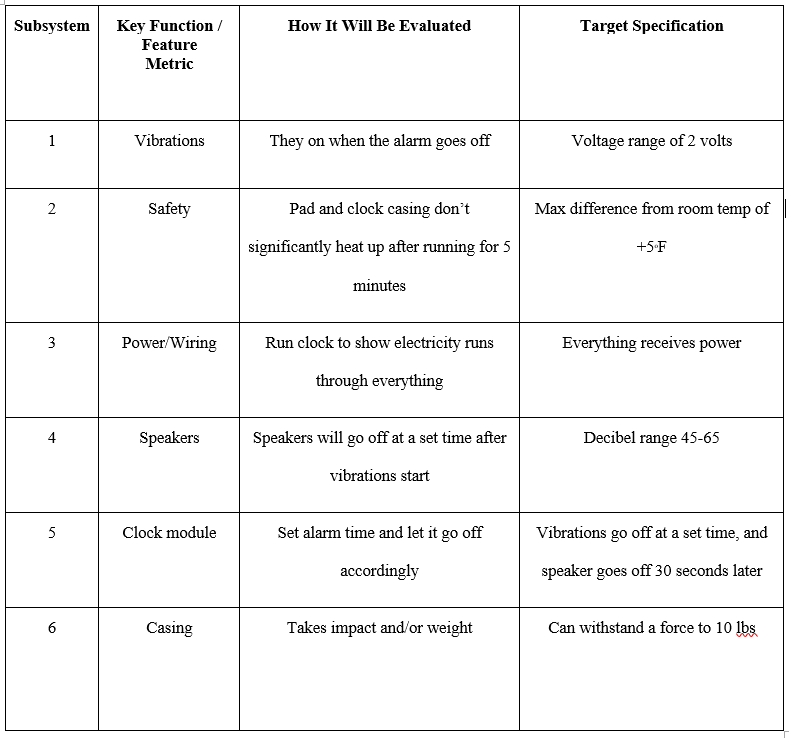 Subsystem
Key Function /
Feature
Metric
How It Will Be Evaluated
Target Specification
1
Vibrations
They on when the alarm goes off
Voltage range of 2 volts
2
Safety
Pad and clock casing don’t
significantly heat up after running for 5
minutes
Max difference from room temp of
+5◦F
3
Power/Wiring
Run clock to show electricity runs
through everything
Everything receives power
4
Speakers
Speakers will go off at a set time after
vibrations start
Decibel range 45-65
5
Clock module
Set alarm time and let it go off
accordingly
Vibrations go off at a set time, and
speaker goes off 30 seconds later
6
Casing
Takes impact and/or weight
Can withstand a force to 10 lbs